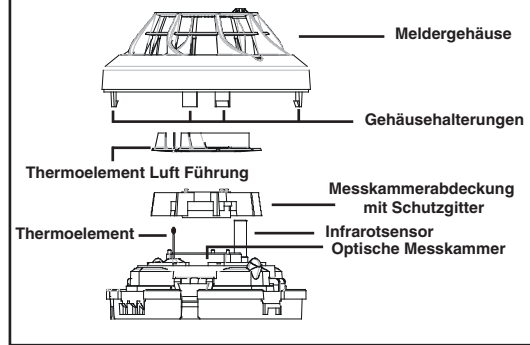 Meldergehäuse
Gehäusehalterungen
Thermoelement Luft Führung
Messkammerabdeckung
mit Schutzgitter
Thermoelement
Infrarotsensor
Optische Messkammer